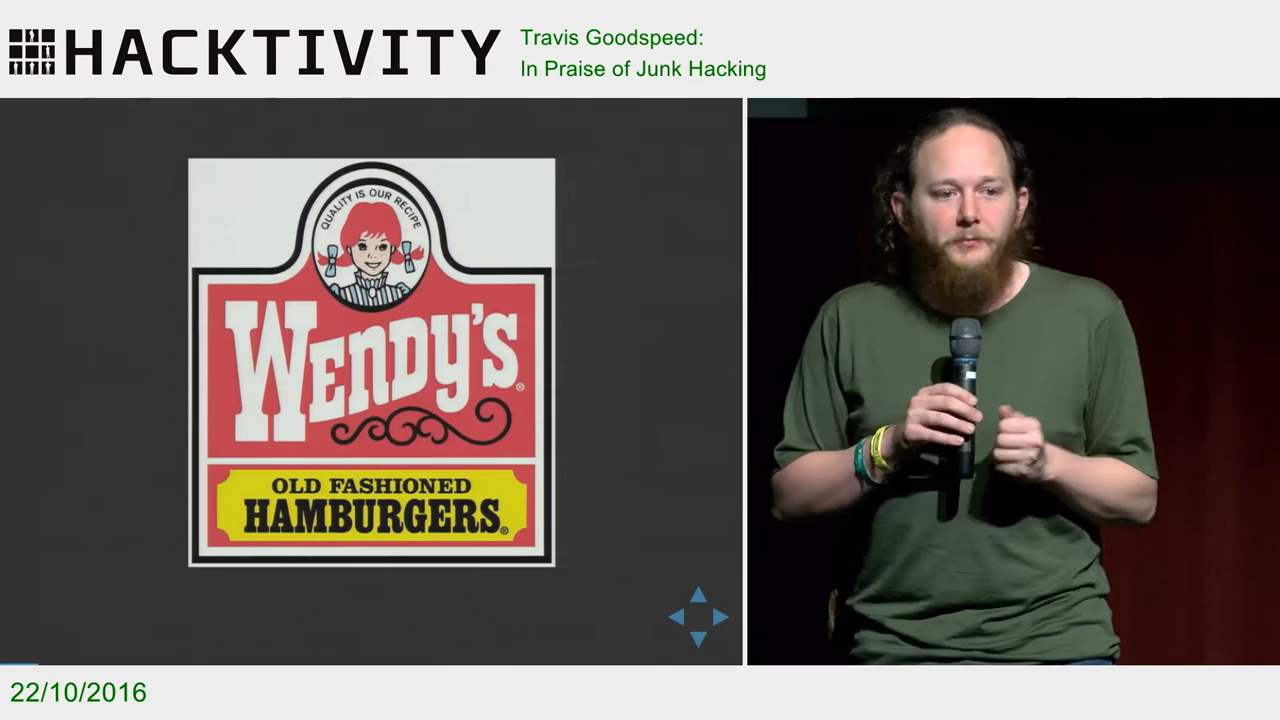 HACKTIVITY
Travis Goodspeed:
In Praise of Junk Hacking
QUALITY IS OUR RECIPE
WENDY'S®
OLD FASHIONED
HAMBURGERS®
22/10/2016